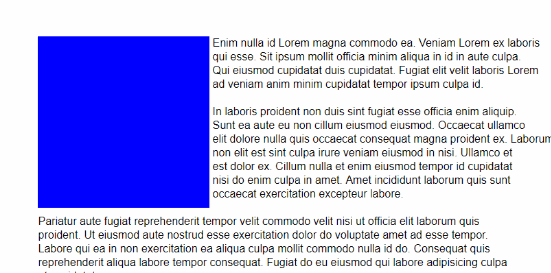 Enim nulla id Lorem magna commodo ea. Veniam Lorem ex laboris
qui esse. Sit ipsum mollit officia minim aliqua in id in aute culpa.
Qui eiusmod cupidatat duis cupidatat. Fugiat elit velit laboris Lorem
ad veniam anim minim cupidatat tempor ipsum culpa id.
In laboris proident non duis sint fugiat esse officia enim aliquip.
Sunt ea aute eu non cillum eiusmod eiusmod. Occaecat ullamco
elit dolore nulla quis occaecat consequat magna proident ex. Laborum
non elit est sint culpa irure veniam eiusmod in nisi. Ullamco et
est dolor ex. Cillum nulla et enim eiusmod tempor id cupidatat
nisi do enim culpa in amet. Amet incididunt laborum quis sunt
occaecat exercitation excepteur labore.
Pariatur aute fugiat reprehenderit tempor velit commodo velit nisi ut officia elit laborum quis
proident. Ut eiusmod aute nostrud esse exercitation dolor do voluptate amet ad esse tempor.
Labore qui ea in non exercitation ea aliqua culpa mollit commodo nulla id do. Consequat quis
reprehenderit aliqua labore tempor consequat. Fugiat do eu eiusmod qui labore adipisicing culpa